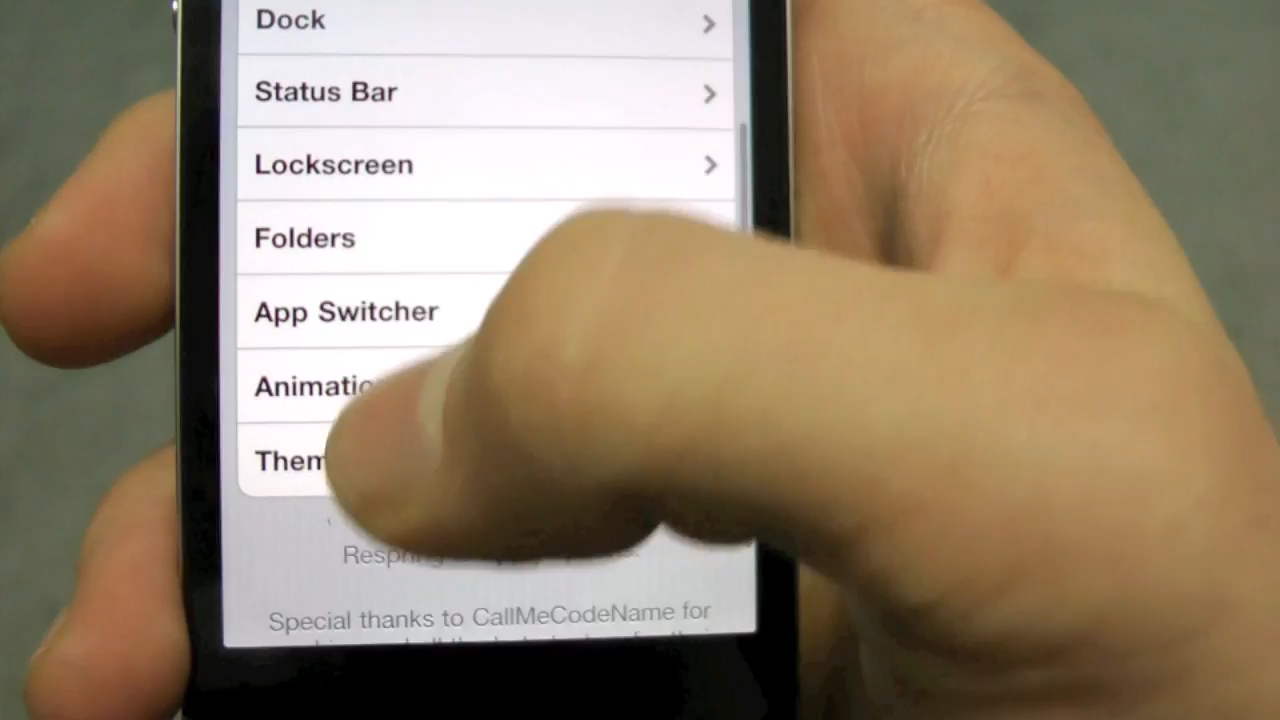 Dock
Status Bar
Lockscreen
Folders
App Switcher
Animatio
Them
Respring
Special thanks to CallMeCodeName for